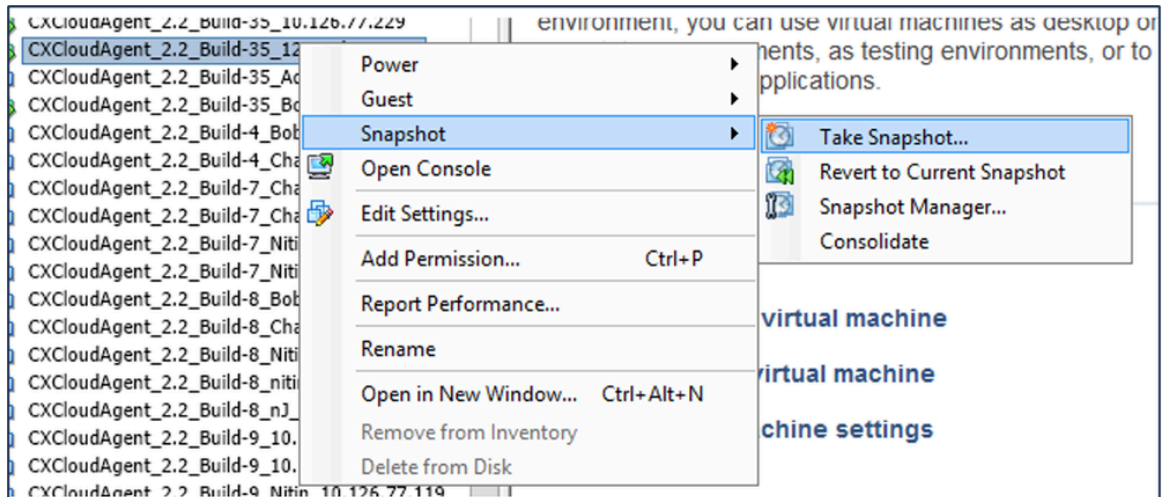 CXCloudAgent_2.2_Build-35_10.126.77.229
CXCloudAgent_2.2_Build-35_12
CXCloudAgent_2.2_Build-35_Ad
CXCloudAgent_2.2_Build-35_Bo
CXCloudAgent_2.2_Build-4_Bob
CXCloudAgent_2.2_Build-4_Cha
CXCloudAgent_2.2_Build-7_Cha
CXCloudAgent_2.2_Build-7_Cha
CXCloudAgent_2.2_Build-7_Niti
CXCloudAgent_2.2_Build-7_Niti
CXCloudAgent_2.2_Build-8_Bob
CXCloudAgent_2.2_Build-8_Cha
CXCloudAgent_2.2_Build-8_Niti
CXCloudAgent_2.2_Build-8_niti
CXCloudAgent_2.2_Build-8_nJ_
CXCloudAgent_2.2_Build-9_10.
CXCloudAgent_2.2_Build-9_10.
CXCloudAgent_2.2_Build-9_Nitin_10.126.77.119
Power
Guest
Snapshot
Open Console
Edit Settings...
Add Permission... Ctrl+P
Report Performance...
Rename
Open in New Window... Ctrl+Alt+N
Remove from Inventory
Delete from Disk
Take Snapshot...
Revert to Current Snapshot
Snapshot Manager...
Consolidate
environment, you can use virtual machines as desktop or
ments, as testing environments, or to
pplications.
virtual machine
virtual machine
chine settings